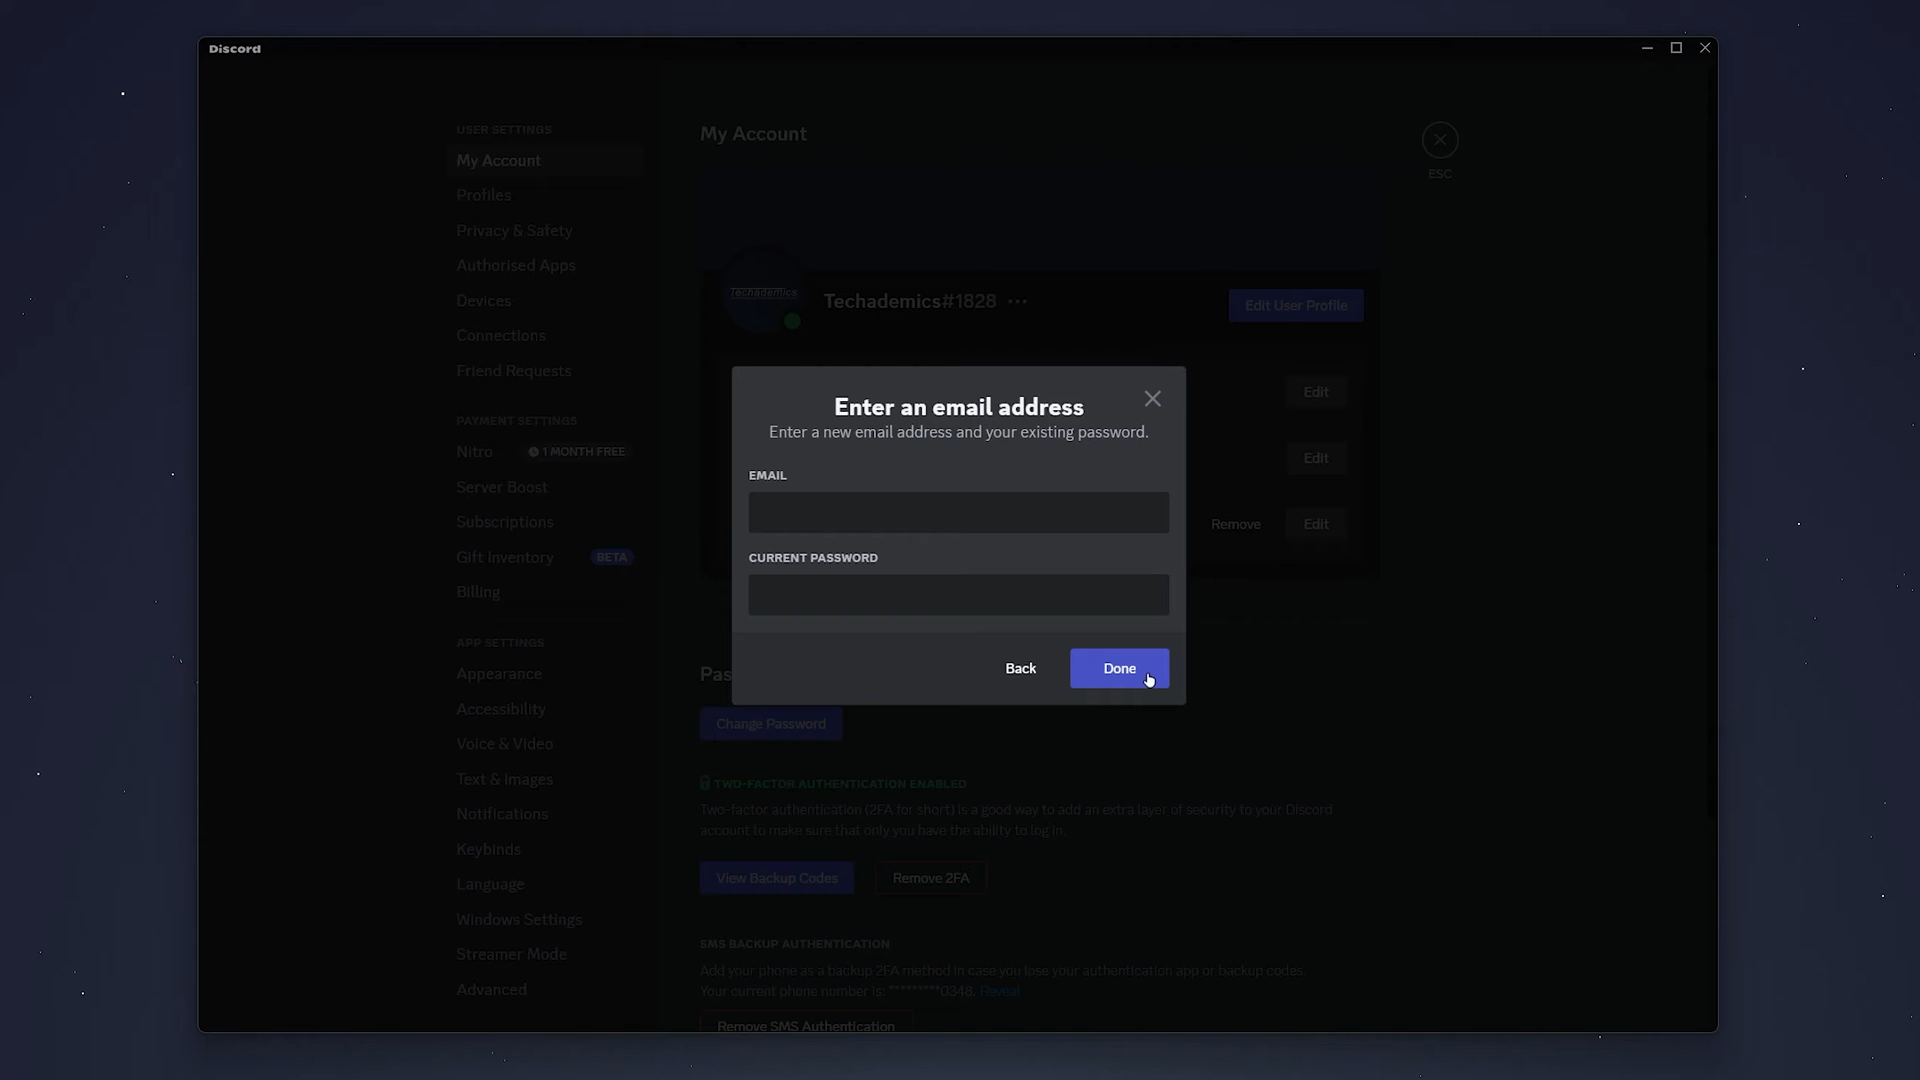 Discord
USER SETTINGS
My Account
Profiles
Privacy & Safety
Authorised Apps
Devices
Connections
Friend Requests
PAYMENT SETTINGS
Nitro
1 MONTH FREE
Server Boost
Subscriptions
Gift Inventory
BETA
Billing
APP SETTINGS
Appearance
Accessibility
Voice & Video
Text & Images
Notifications
Keybinds
Language
Windows Settings
Streamer Mode
Advanced
My Account
ESC
Techademics
Techademics#1828
Edit User Profile
Edit
Edit
Remove
Edit
Enter an email address
Enter a new email address and your existing password.
EMAIL
CURRENT PASSWORD
Back
Done
Pas
Change Password
TWO-FACTOR AUTHENTICATION ENABLED
Two-factor authentication (2FA for short) is a good way to add an extra layer of security to your Discord
account to make sure that only you have the ability to log in.
View Backup Codes
Remove 2FA
SMS BACKUP AUTHENTICATION
Add your phone as a backup 2FA method in case you lose your authentication app or backup codes.
Your current phone number is: *********0348. Reveal
Remove SMS Authentication